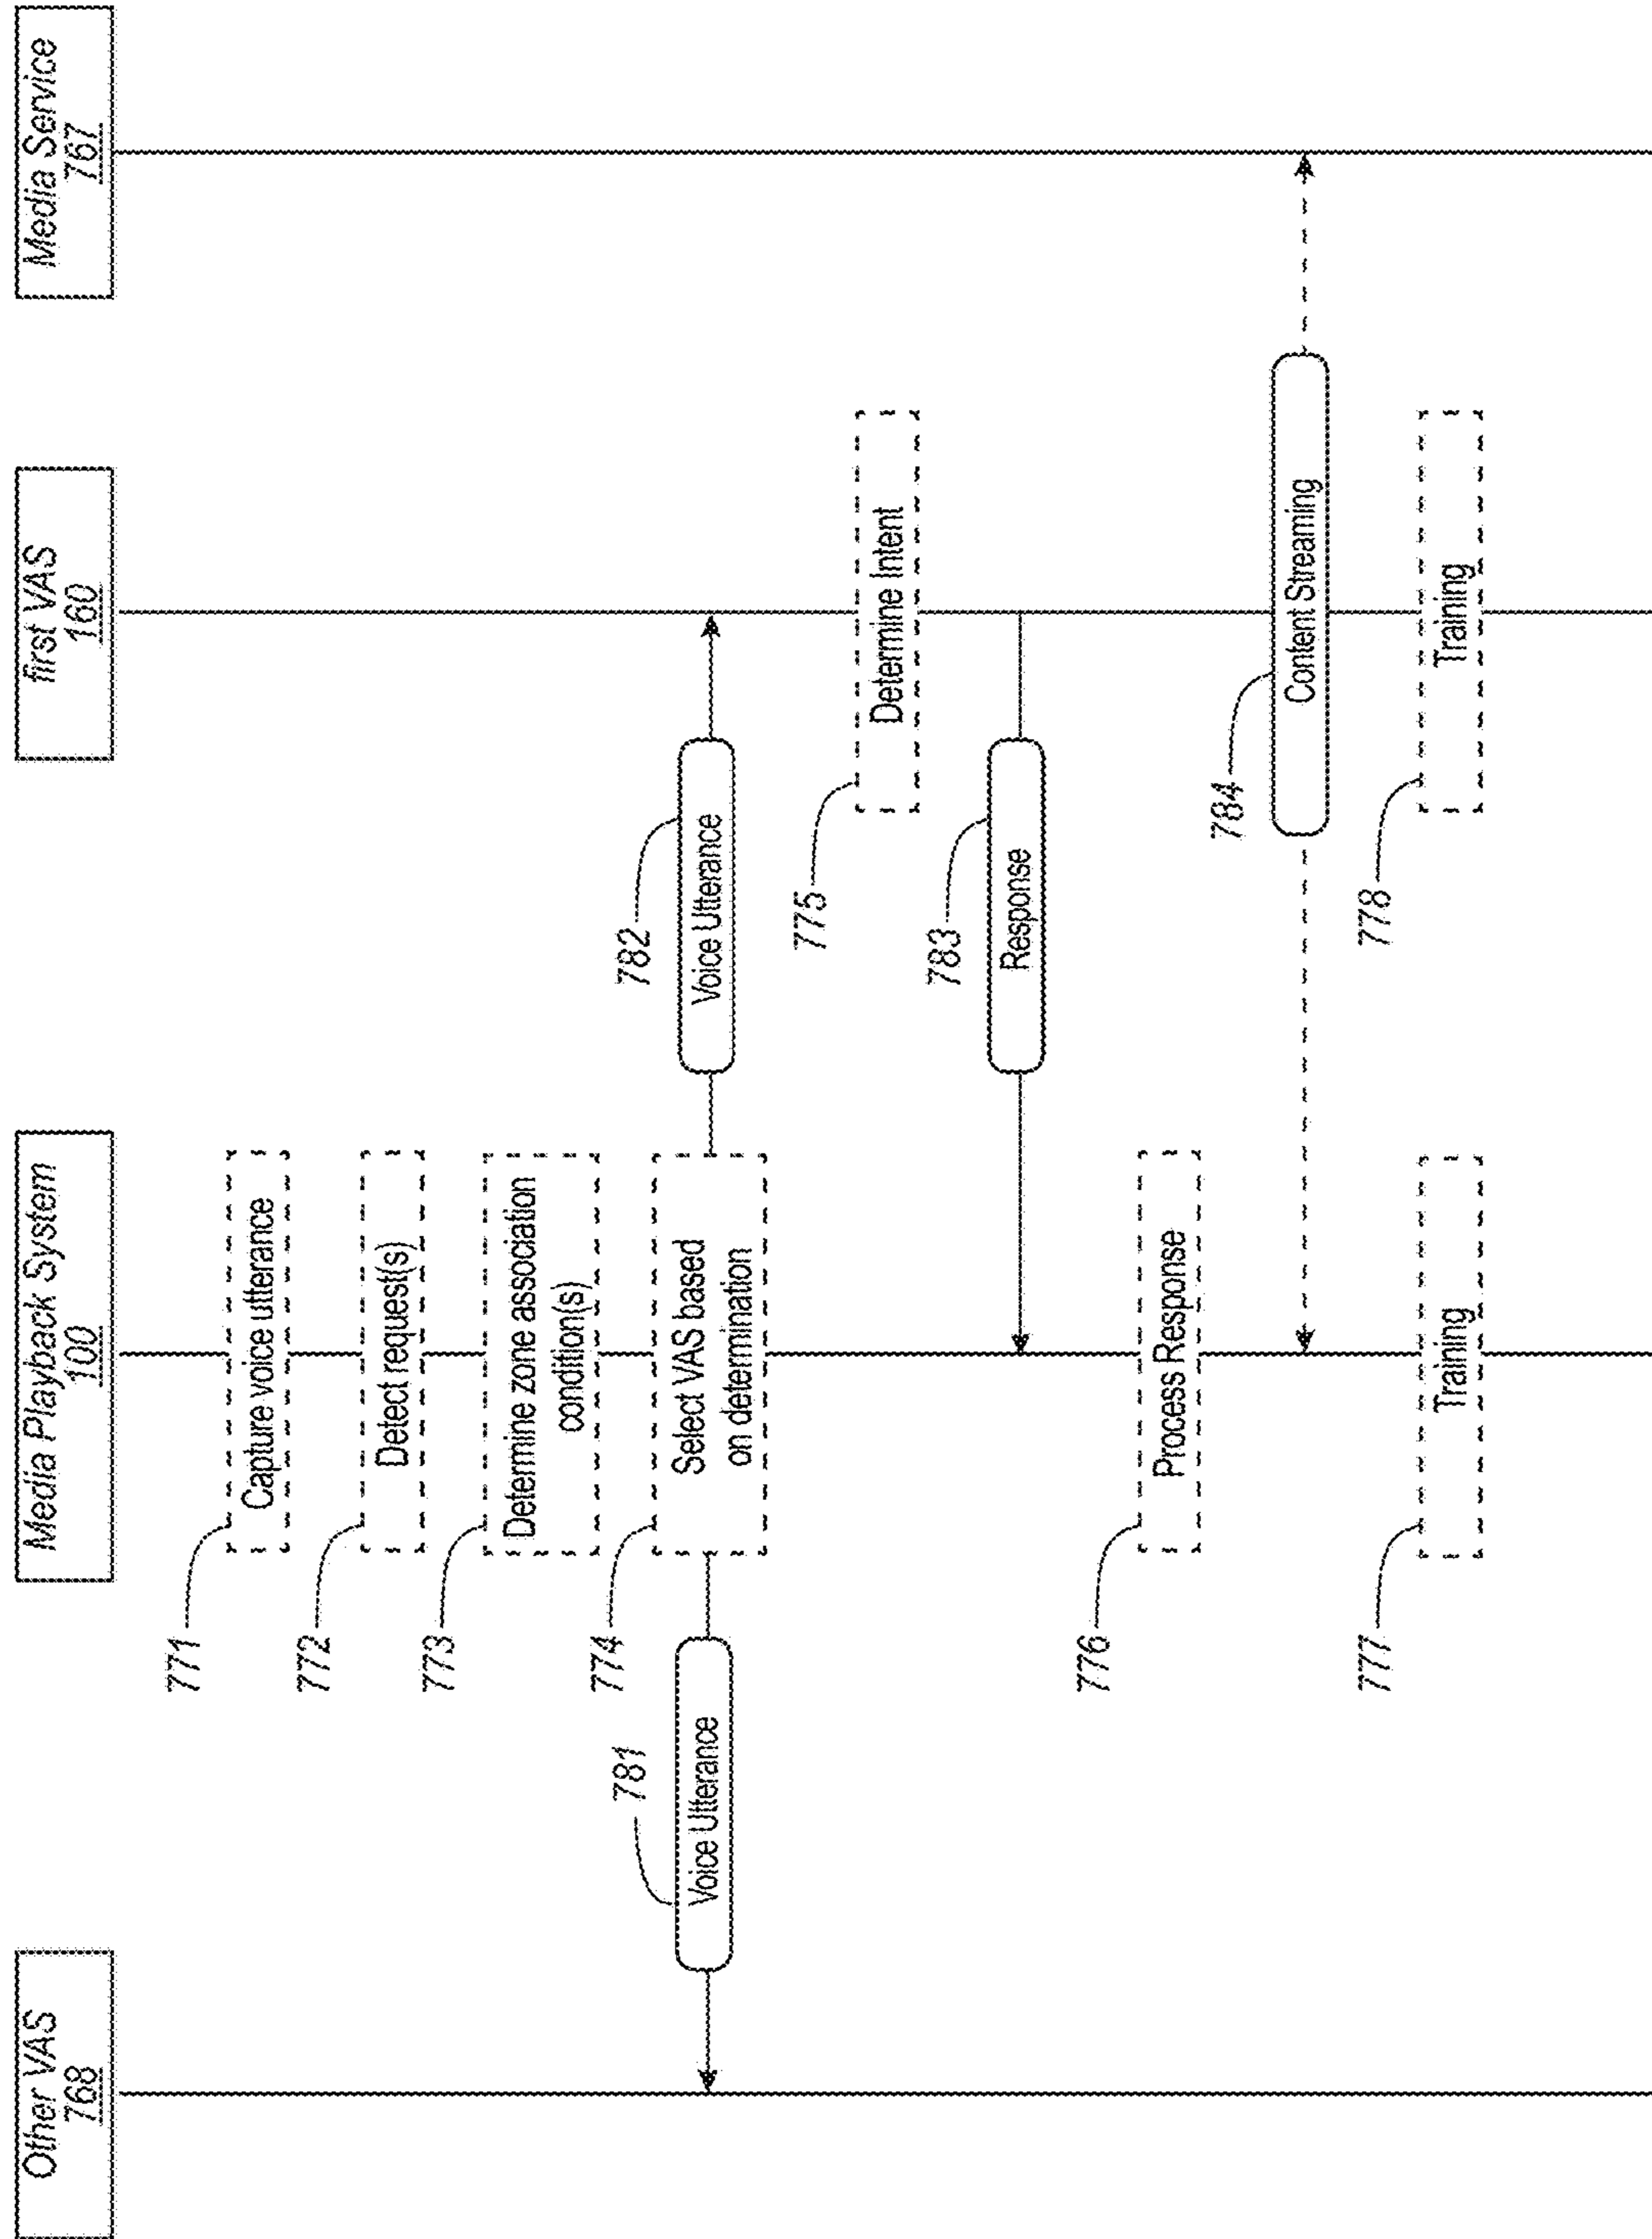 Other VAS
768
Media Playback System
100
first VAS
160
Media Service
767
771
Capture voice utterance
772
Detect request(s)
773
Determine zone association
condition(s)
774
Select VAS based
on determination
781
Voice Utterance
782
Voice Utterance
775
Determine Intent
783
Response
776
Process Response
784
Content Streaming
777
Training
778
Training